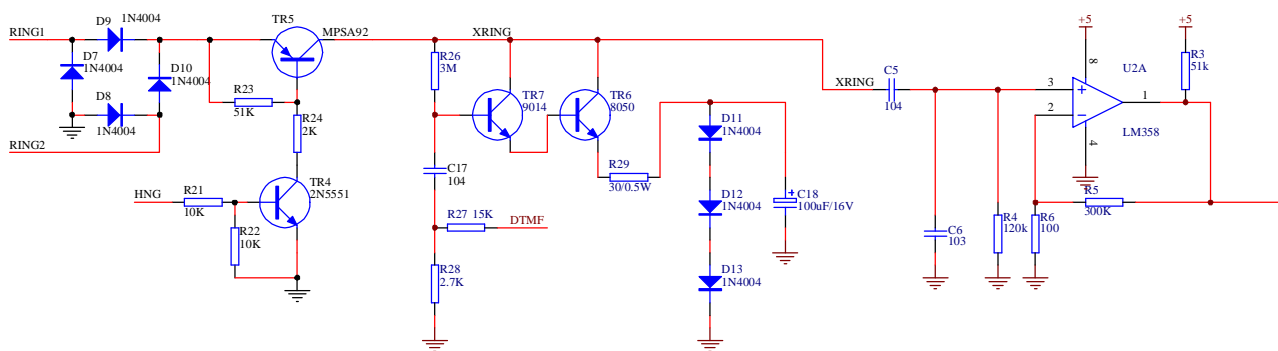 RING1
D9
1N4004
D7
1N4004
D10
1N4004
D8
1N4004
RING2
TR5
MPSA92
R23
51K
R24
2K
HNG
R21
10K
R22
10K
TR4
2N5551
XRING
R26
3M
TR7
9014
TR6
8050
C17
104
R27 15K
DTMF
R28
2.7K
R29
30/0.5W
D11
1N4004
D12
1N4004
D13
1N4004
+
C18
100uF/16V
XRING
C5
104
C6
103
R4
120k
R6
100
R5
300K
+5
8
3
2
1
4
+
−
U2A
LM358
+5
R3
51k